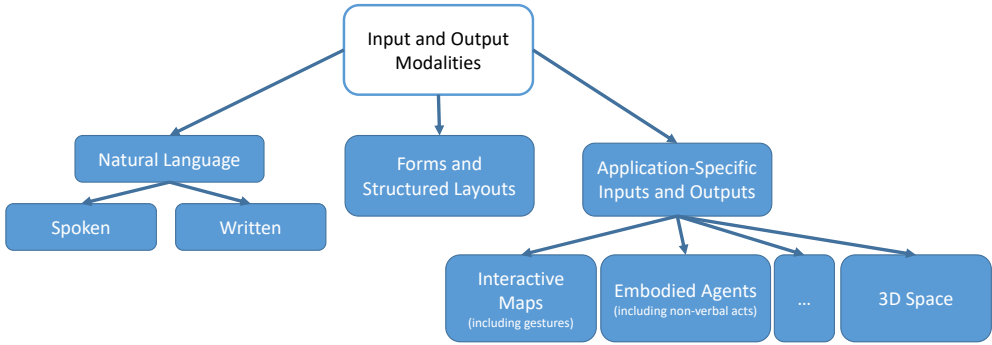 Input and Output
Modalities
Natural Language
Forms and
Structured Layouts
Application-Specific
Inputs and Outputs
Spoken
Written
Interactive
Maps
(including gestures)
Embodied Agents
(including non-verbal acts)
...
3D Space